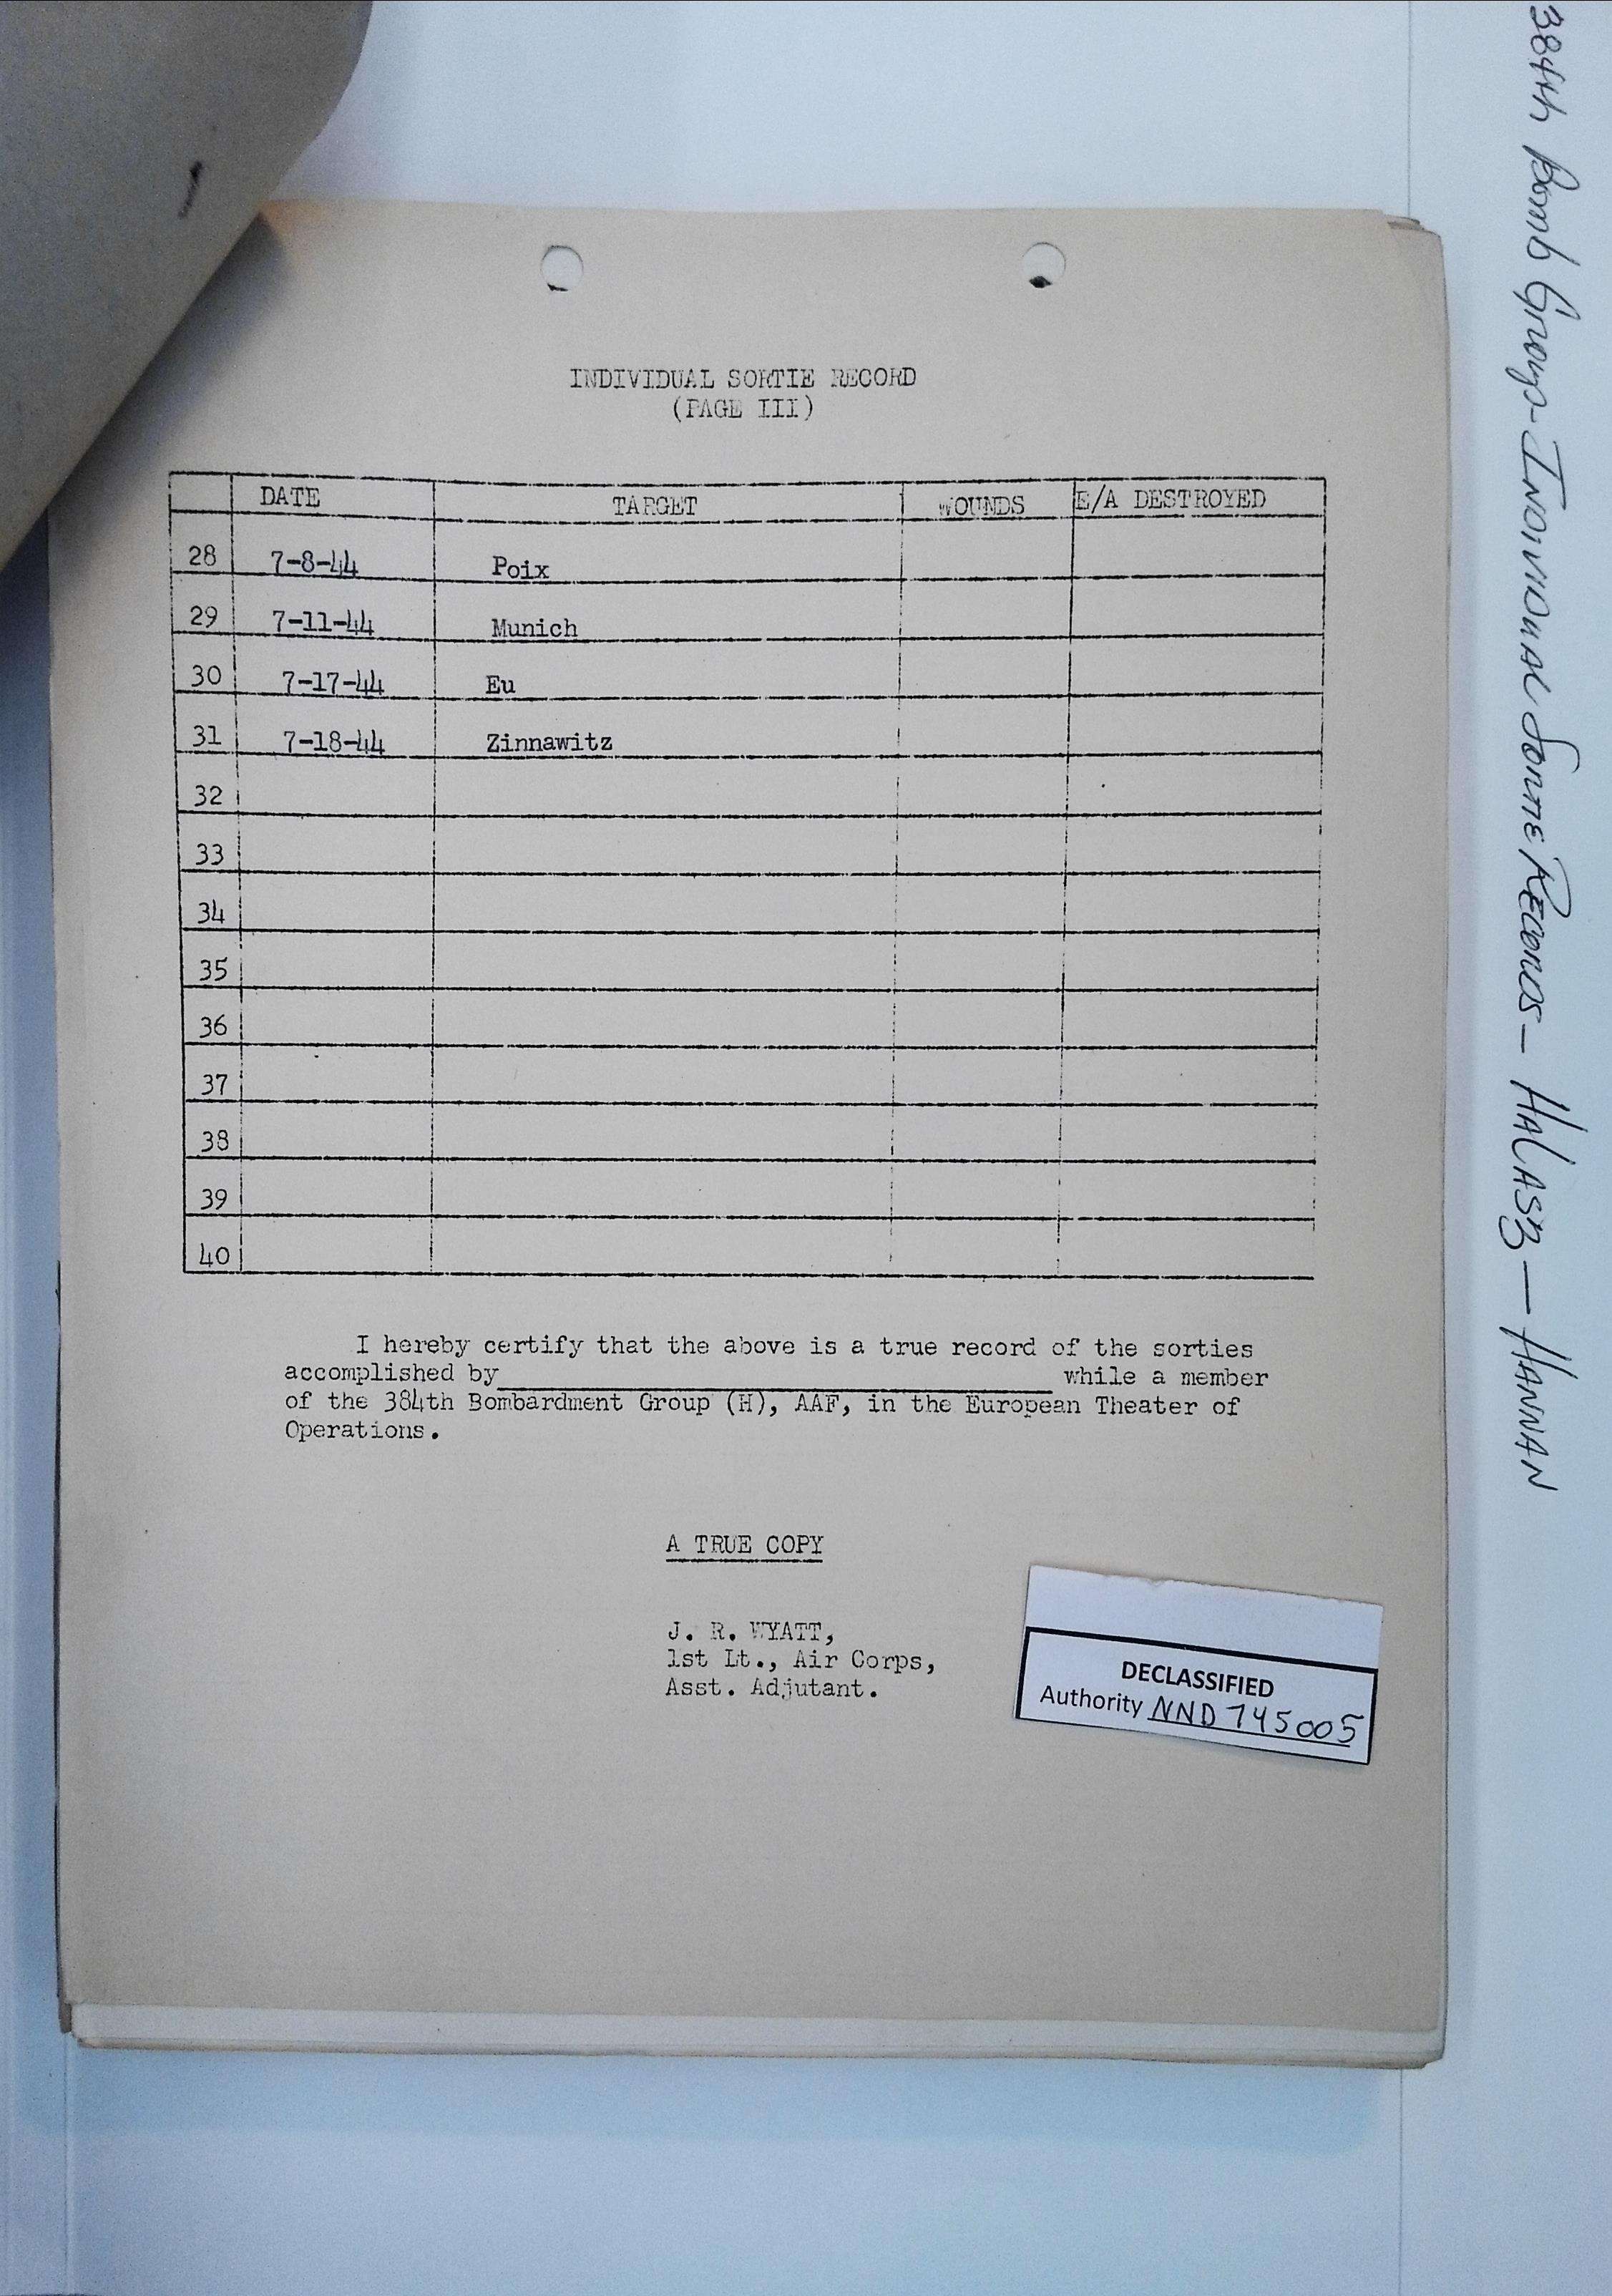 INDIVIDUAL SORTIE RECORD
(PAGE III)
DATE TARGET WOUNDS E/A DESTROYED
28 7-8-44 Poix
29 7-11-44 Munich
30 7-17-44 Eu
31 7-18-44 Zinnawitz
32
33
34
35
36
37
38
39
40
I hereby certify that the above is a true record of the sorties
accomplished by while a member
of the 384th Bombardment Group (H), AAF, in the European Theater of
Operations.
A TRUE COPY
J. R. WYATT,
1st Lt., Air Corps,
Asst. Adjutant.
DECLASSIFIED
Authority NND 745005
384th Bomb Group - INDIVIDUAL SORTIE RECORDS - HALASZ - HANNAN